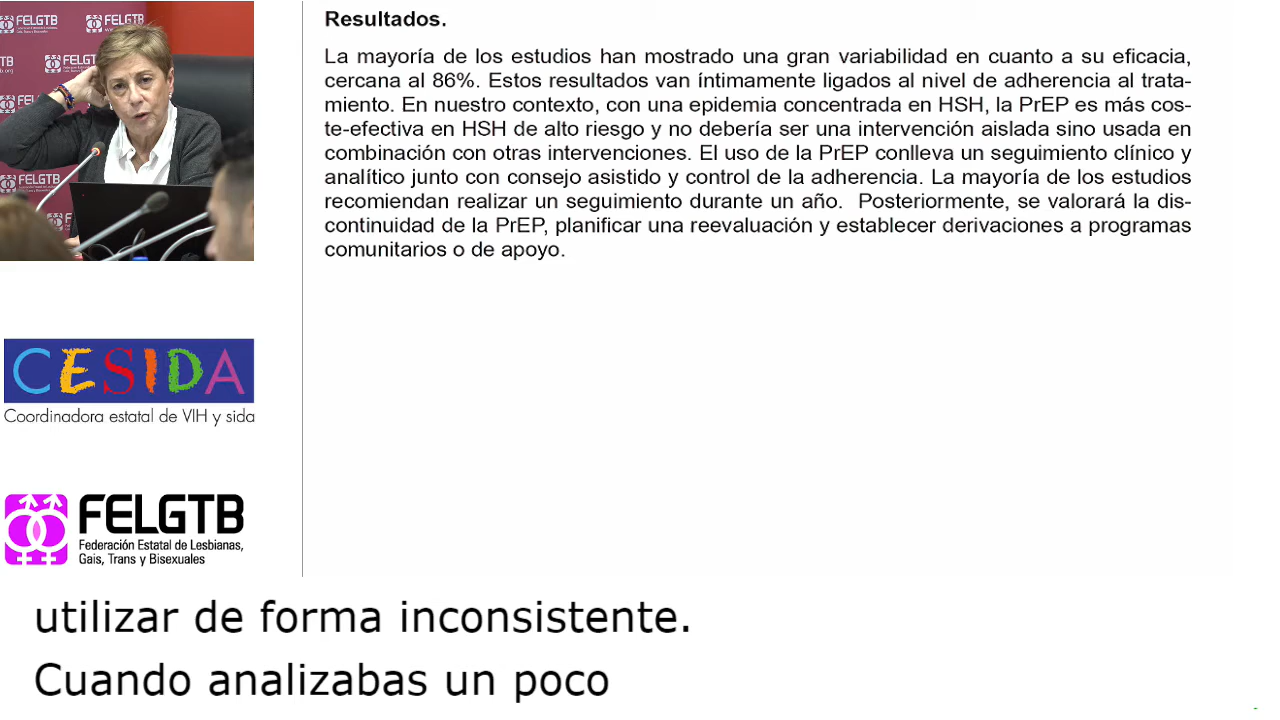 FELGTB
FELGTB
FELGTB
FELGTB
FELGTB
Resultados.
La mayoría de los estudios han mostrado una gran variabilidad en cuanto a su eficacia,
cercana al 86%. Estos resultados van íntimamente ligados al nivel de adherencia al trata-
miento. En nuestro contexto, con una epidemia concentrada en HSH, la PrEP es más cos-
te-efectiva en HSH de alto riesgo y no debería ser una intervención aislada sino usada en
combinación con otras intervenciones. El uso de la PrEP conlleva un seguimiento clínico y
analítico junto con consejo asistido y control de la adherencia. La mayoría de los estudios
recomiendan realizar un seguimiento durante un año.  Posteriormente, se valorará la dis-
continuidad de la PrEP, planificar una reevaluación y establecer derivaciones a programas
comunitarios o de apoyo.
CESIDA
Coordinadora estatal de VIH y sida
FELGTB
Federación Estatal de Lesbianas,
Gais, Trans y Bisexuales
utilizar de forma inconsistente.
Cuando analizabas un poco